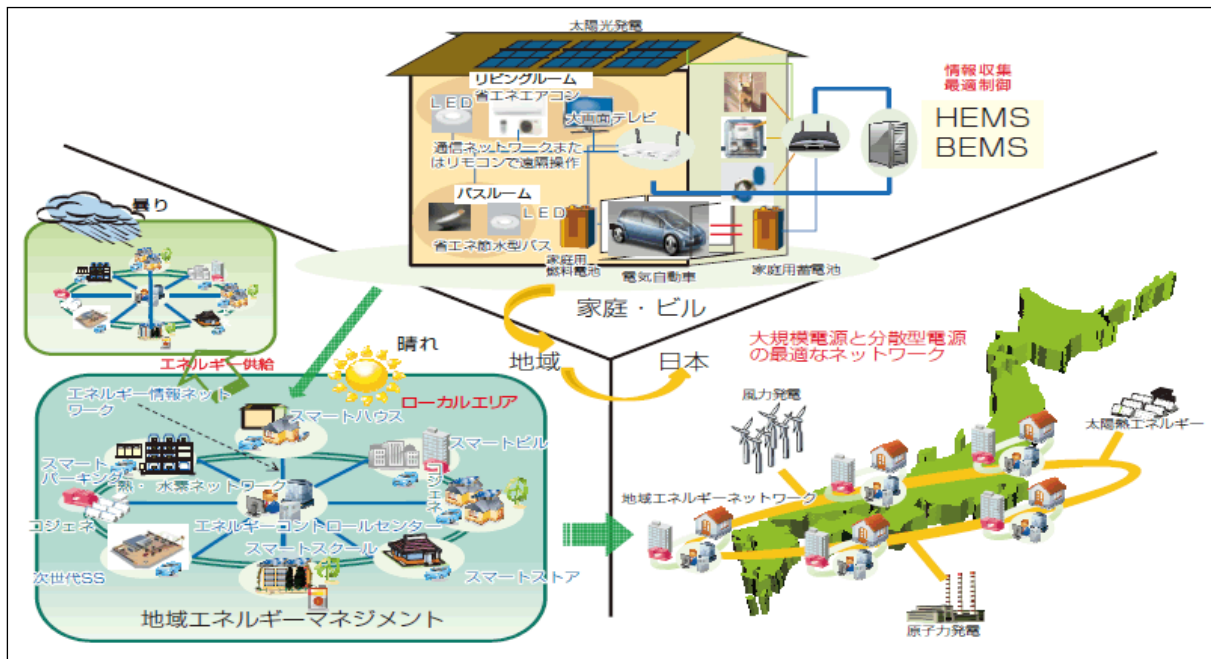 太陽光発電
リビングルーム
省エネエアコン
LED
大画面テレビ
通信ネットワークまたは
はリモコンで遠隔操作
バスルーム
LED
省エネ節水型バス
家庭用
燃料電池
電気自動車
家庭用蓄電池
情報収集
最適制御
HEMS
BEMS
家庭・ビル
地域
日本
曇り
エネルギー供給
晴れ
エネルギー情報ネット
ワーク
ローカルエリア
スマートハウス
スマートビル
スマート
パーキング
熱・水素ネットワーク
コジェネ
コジェネ
エネルギーコントロールセンター
スマートスクール
次世代SS
スマートストア
地域エネルギーマネジメント
大規模電源と分散型電源
の最適なネットワーク
風力発電
太陽熱エネルギー
地域エネルギーネットワーク
原子力発電